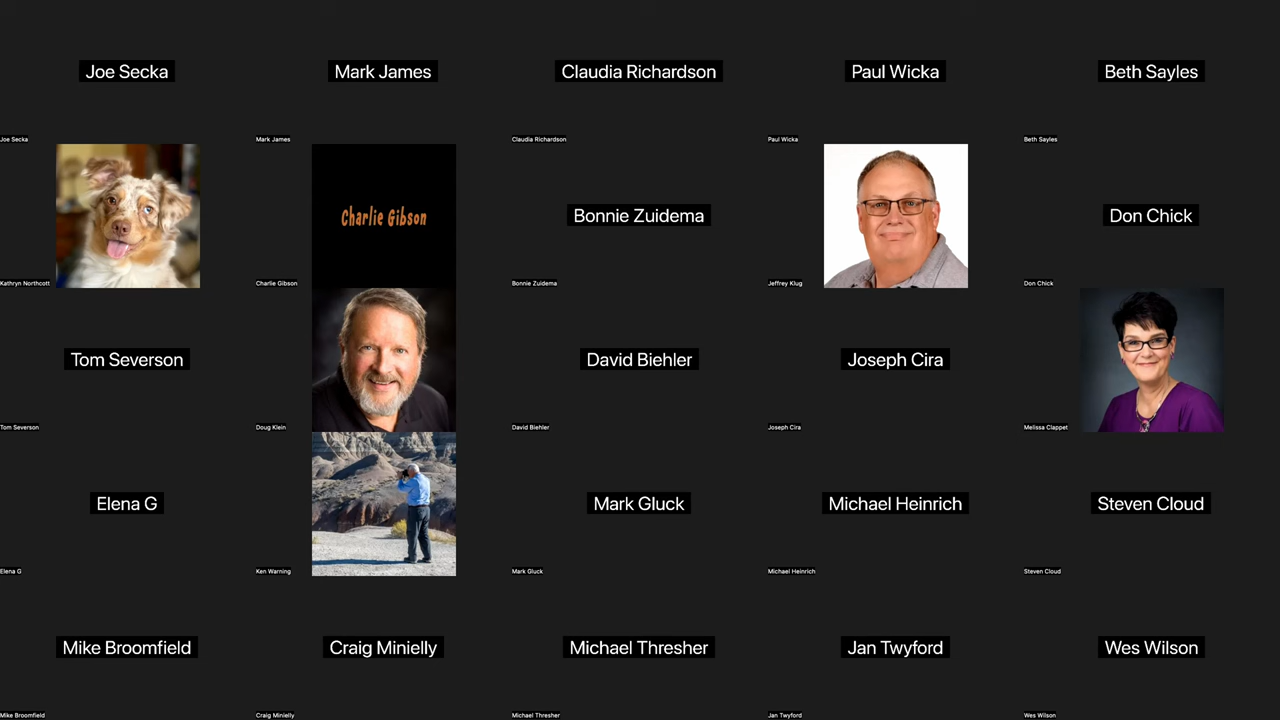 Joe Secka
Mark James
Claudia Richardson
Paul Wicka
Beth Sayles
Joe Secka
Mark James
Claudia Richardson
Paul Wicka
Beth Sayles
Charlie Gibson
Bonnie Zuidema
Don Chick
Kathryn Northcott
Charlie Gibson
Bonnie Zuidema
Jeffrey Klug
Don Chick
Tom Severson
David Biehler
Joseph Cira
Tom Severson
Doug Klein
David Biehler
Joseph Cira
Melissa Clappet
Elena G
Mark Gluck
Michael Heinrich
Steven Cloud
Elena G
Ken Warning
Mark Gluck
Michael Heinrich
Steven Cloud
Mike Broomfield
Craig Minielly
Michael Thresher
Jan Twyford
Wes Wilson
Mike Broomfield
Craig Minielly
Michael Thresher
Jan Twyford
Wes Wilson